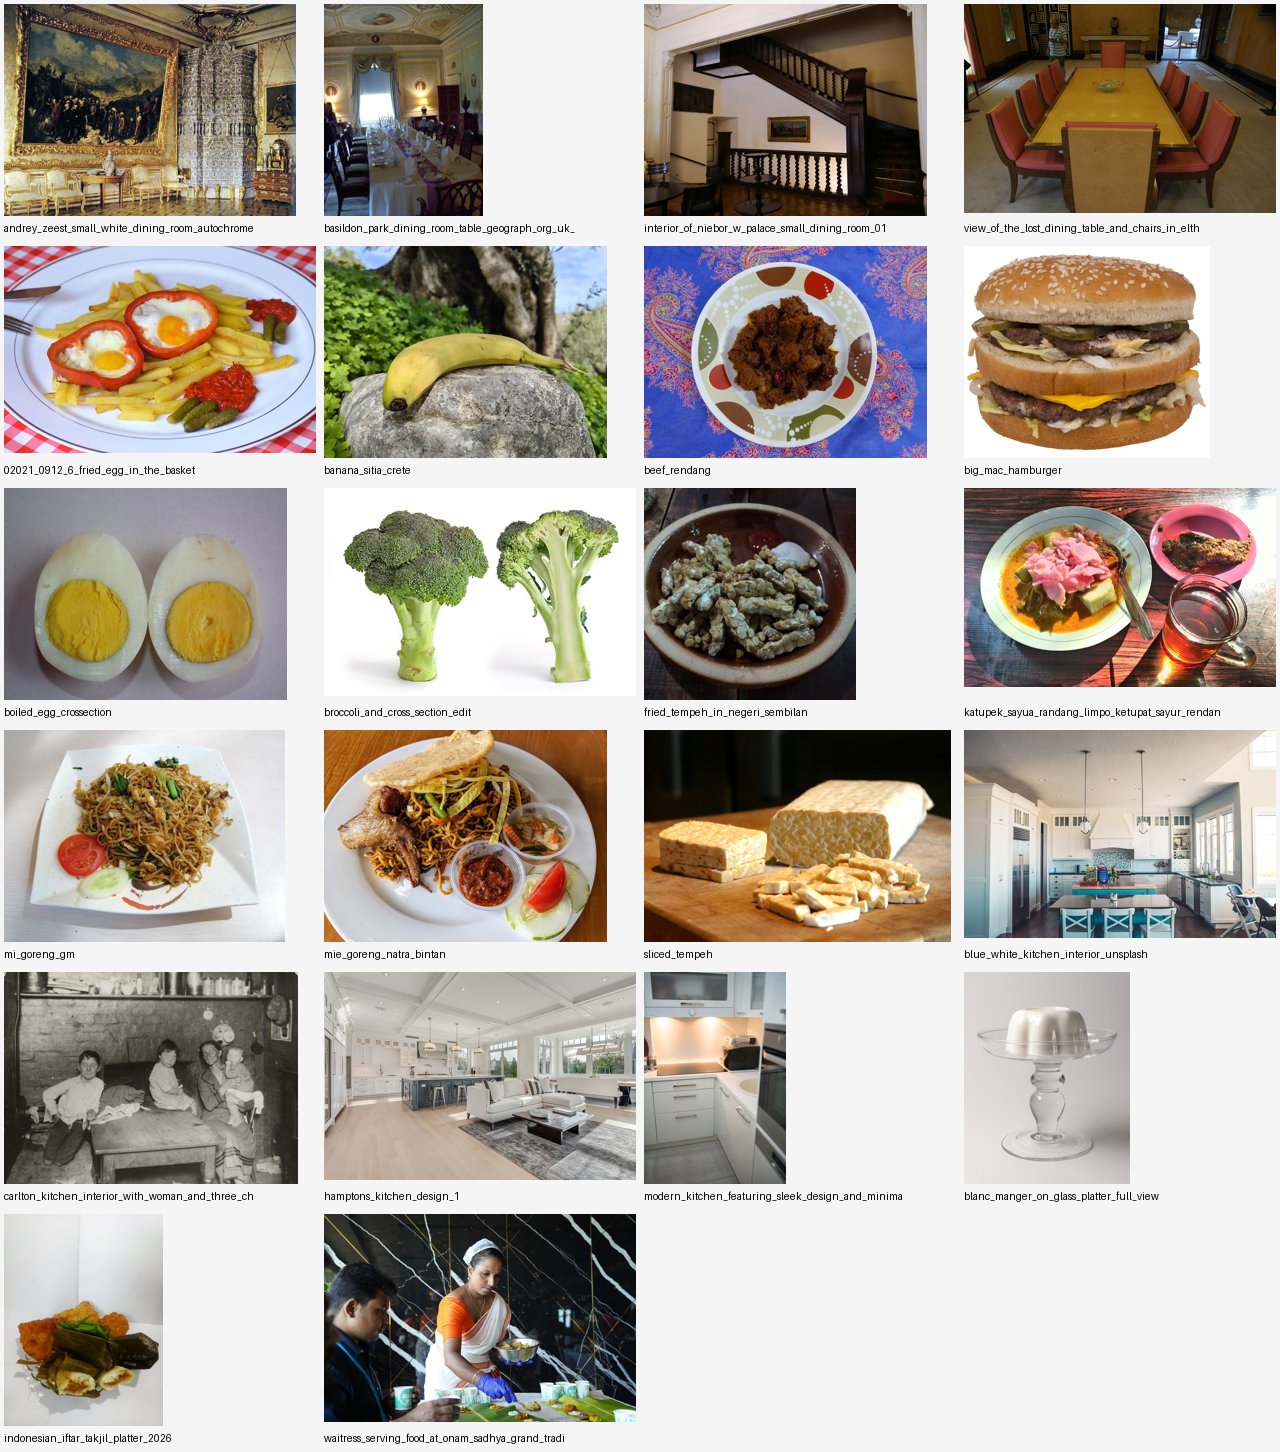 andrey_zeest_small_white_dining_room_autochrome
basildon_park_dining_room_table_geograph_org_uk_
interior_of_niebor_w_palace_small_dining_room_01
view_of_the_lost_dining_table_and_chairs_in_elth
02021_0912_6_fried_egg_in_the_basket
banana_sitia_crete
beef_rendang
big_mac_hamburger
boiled_egg_crossection
broccoli_and_cross_section_edit
fried_tempeh_in_negeri_sembilan
katupek_sayua_randang_limpo_ketupat_sayur_rendan
mi_goreng_gm
mie_goreng_natra_bintan
sliced_tempeh
blue_white_kitchen_interior_unsplash
carlton_kitchen_interior_with_woman_and_three_ch
hamptons_kitchen_design_1
modern_kitchen_featuring_sleek_design_and_minima
blanc_manger_on_glass_platter_full_view
indonesian_iftar_takjil_platter_2026
waitress_serving_food_at_onam_sadhya_grand_tradi